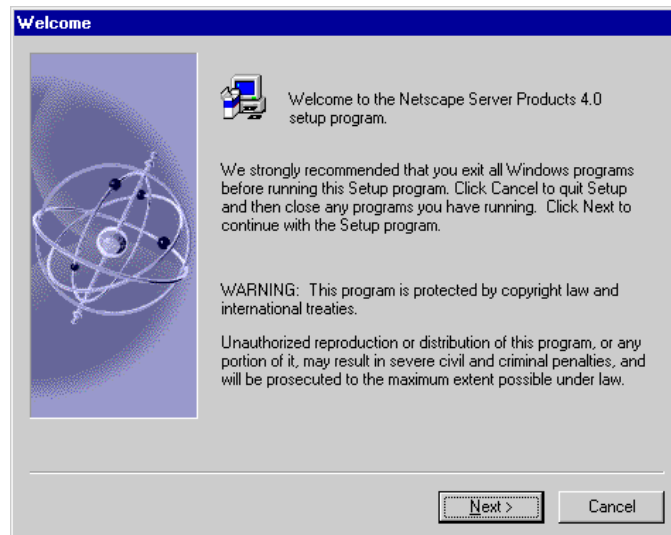 Welcome
Welcome to the Netscape Server Products 4.0
setup program.
We strongly recommended that you exit all Windows programs
before running this Setup program. Click Cancel to quit Setup
and then close any programs you have running.  Click Next to
continue with the Setup program.
WARNING:  This program is protected by copyright law and
international treaties.
Unauthorized reproduction or distribution of this program, or any
portion of it, may result in severe civil and criminal penalties, and
will be prosecuted to the maximum extent possible under law.
Next >
Cancel